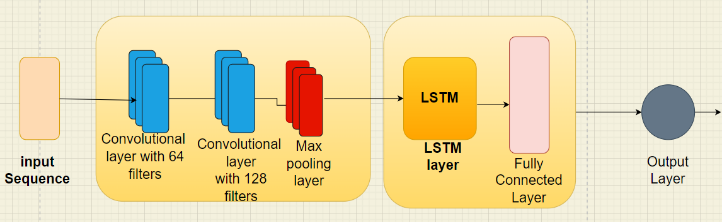 input
Sequence
Convolutional
layer with 64
filters
Convolutional
layer
with 128
filters
Max
pooling
layer
LSTM
LSTM
layer
Fully
Connected
Layer
Output
Layer